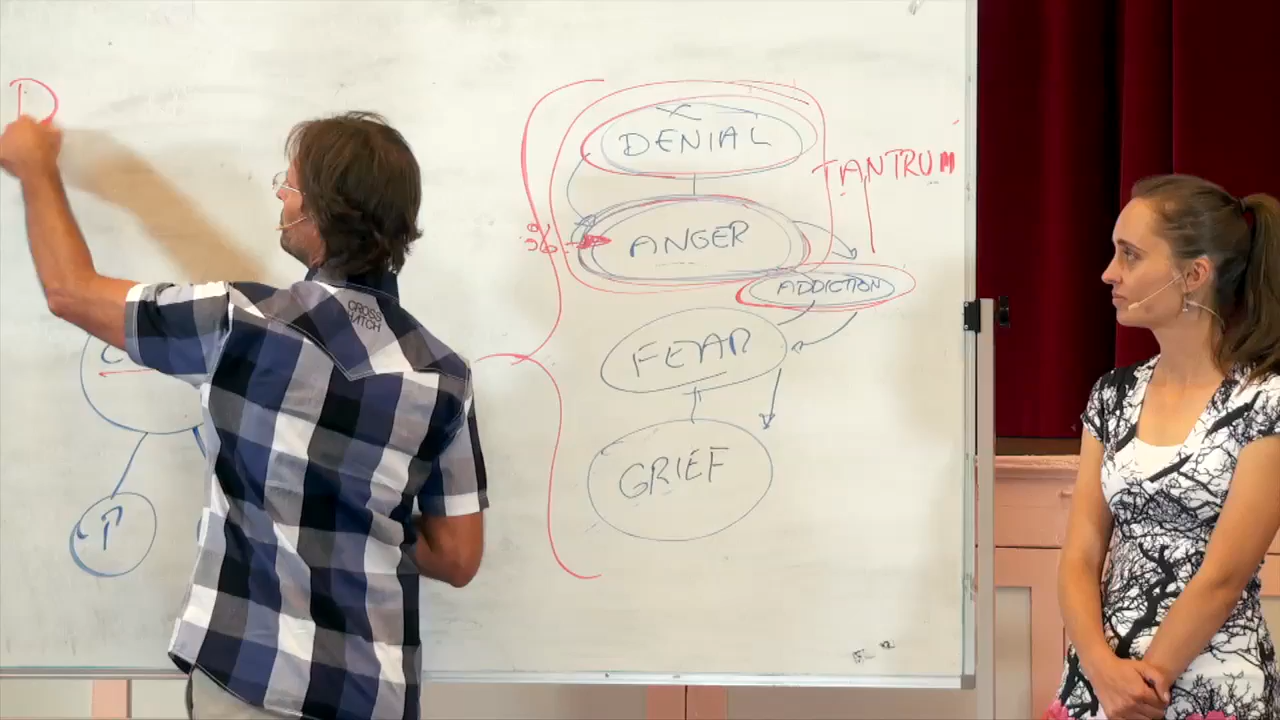 D
DENIAL
TANTRUM
%
ANGER
ADDICTION
CROSS
HATCH
FEAR
C
GRIEF
P